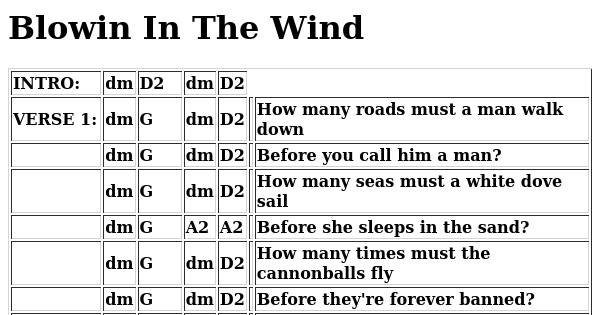 Blowin In The Wind
INTRO: dm D2 dm D2
VERSE 1: dm G dm D2 How many roads must a man walk
down
dm G dm D2 Before you call him a man?
dm G dm D2 How many seas must a white dove
sail
dm G A2 A2 Before she sleeps in the sand?
dm G dm D2 How many times must the
cannonballs fly
dm G dm D2 Before they're forever banned?